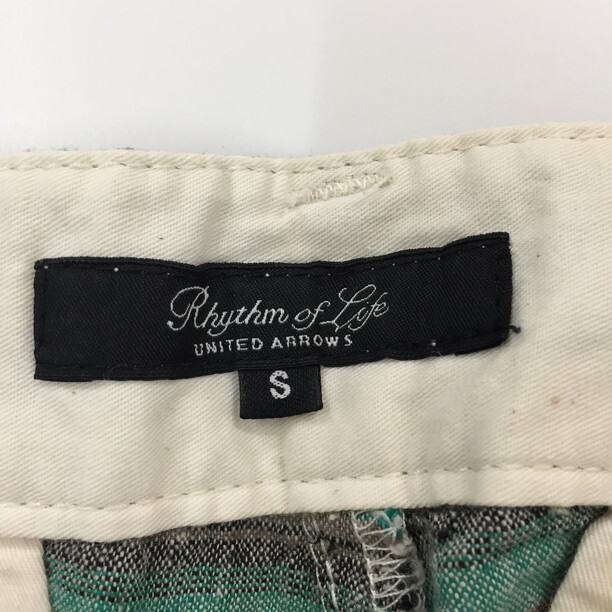 Rhythm of Life
UNITED ARROWS
S